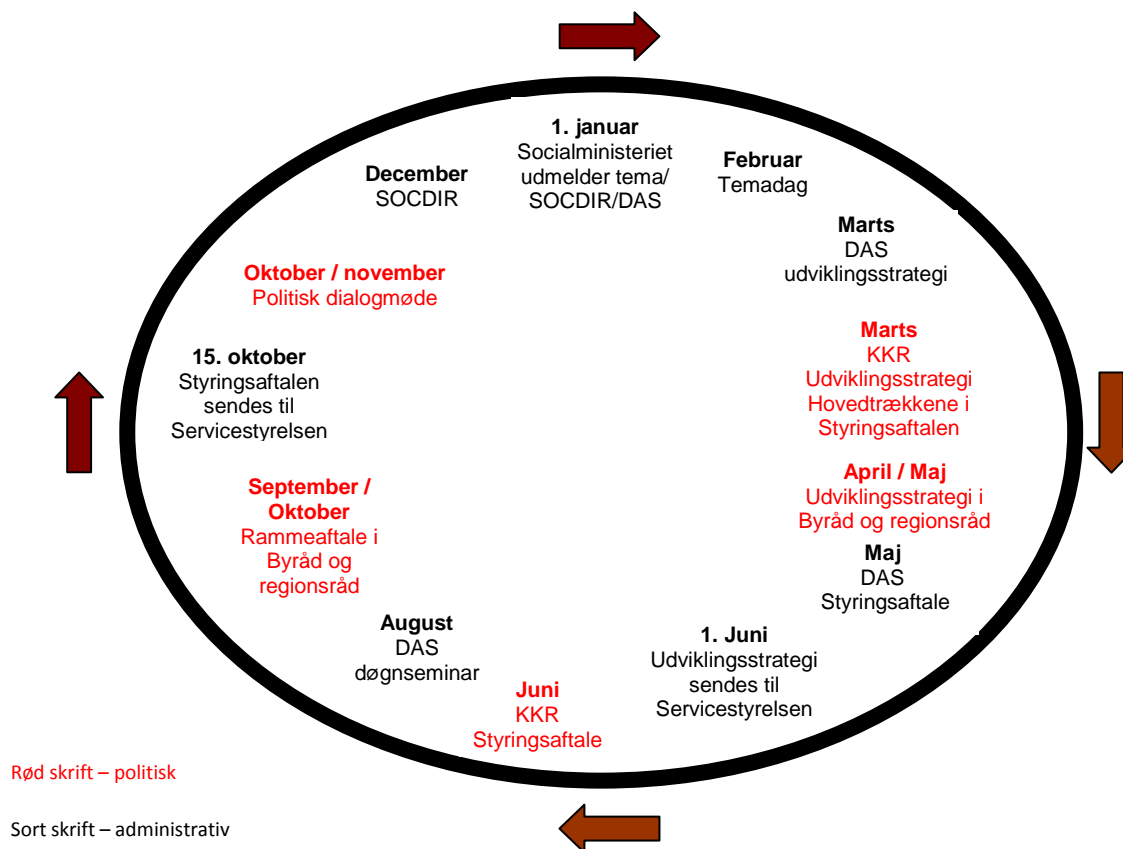 1. januar
Socialministeriet
udmelder tema/
SOCDIR/DAS
Februar
Temadag
Marts
DAS
udviklingsstrategi
Marts
KKR
Udviklingsstrategi
Hovedtrækkene i
Styringsaftalen
April / Maj
Udviklingsstrategi i
Byråd og regionsråd
Maj
DAS
Styringsaftale
1. Juni
Udviklingsstrategi
sendes til
Servicestyrelsen
Juni
KKR
Styringsaftale
August
DAS
døgnseminar
September /
Oktober
Rammeaftale i
Byråd og
regionsråd
15. oktober
Styringsaftalen
sendes til
Servicestyrelsen
Oktober / november
Politisk dialogmøde
December
SOCDIR
Rød skrift – politisk
Sort skrift – administrativ